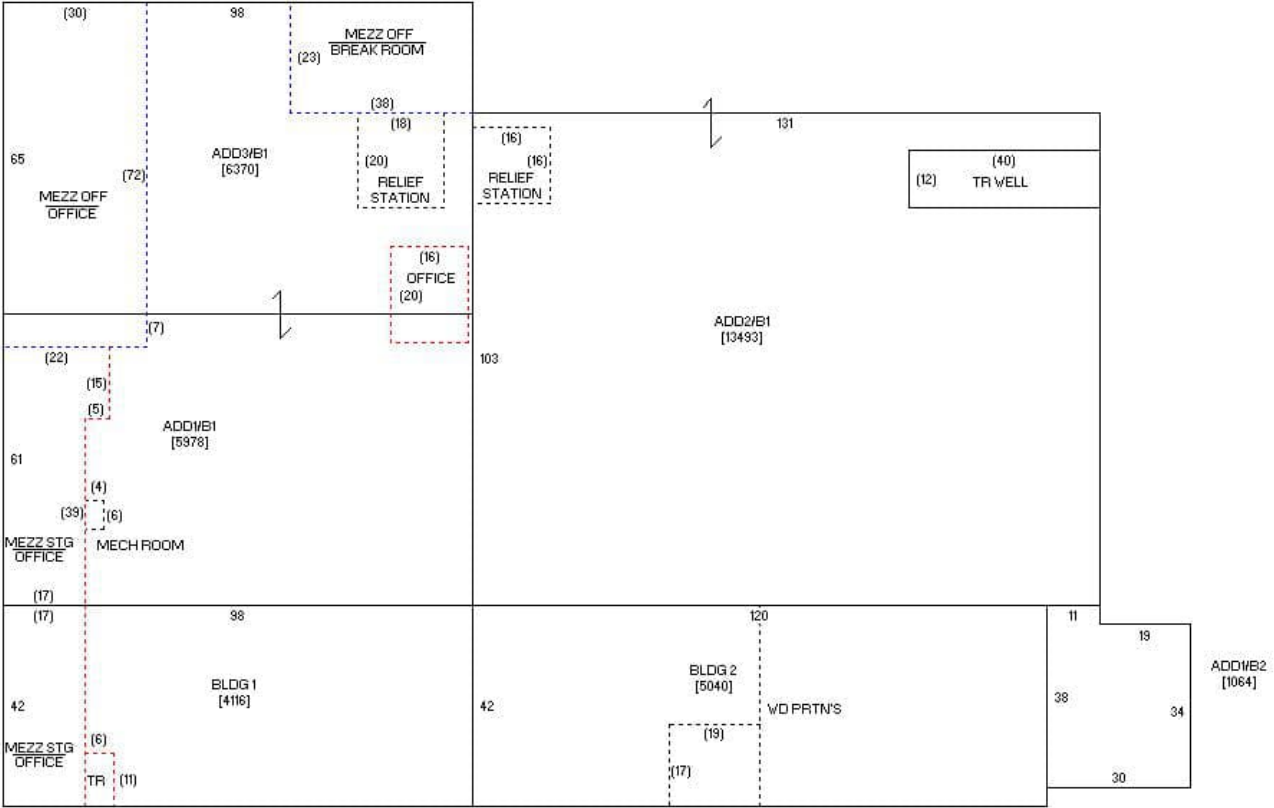 (30)
98
MEZZ OFF
BREAK ROOM
(23)
(38)
(18)
131
(16)
65
ADD3/B1
[6370]
(72)
(20)
RELIEF
STATION
(16)
RELIEF
STATION
(12)
(40)
TR WELL
MEZZ OFF
OFFICE
(16)
OFFICE
(20)
(7)
ADD2/B1
[13493]
(22)
103
(15)
(5)
ADD1/B1
[5978]
61
(4)
(39)
(6)
MEZZ STG
OFFICE
MECH ROOM
(17)
(17)
98
120
11
19
BLDG 1
[4116]
BLDG 2
[5040]
ADD1/B2
[1064]
42
42
WD PRTN'S
38
34
(6)
(19)
MEZZ STG
OFFICE
TR
(11)
(17)
30